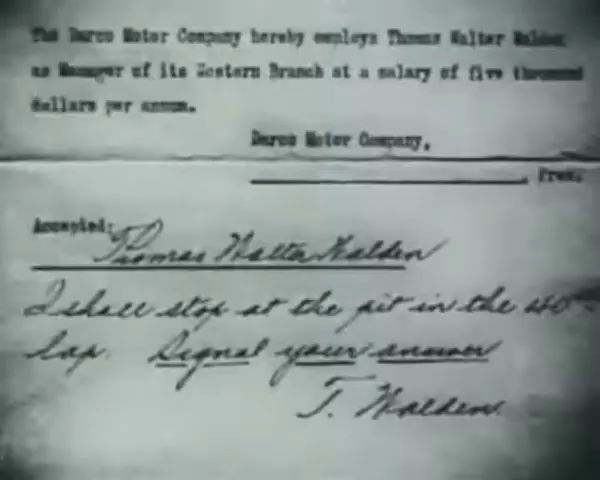 The Darco Motor Company hereby employs Thomas Walter Walden
as Manager of its Western Branch at a salary of five thousand
dollars per annum.
Darco Motor Company,
Pres.
Accepted:
Thomas Walter Walden
I shall stop at the pit in the 40th
lap. Signal your answer
T. Walden